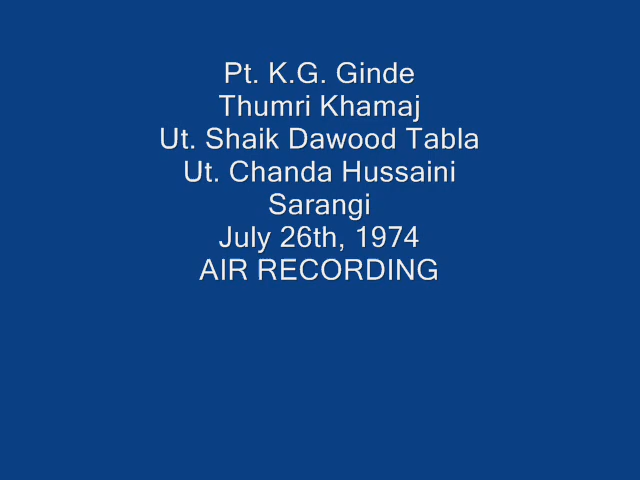 Pt. K.G. Ginde
Thumri Khamaj
Ut. Shaik Dawood Tabla
Ut. Chanda Hussaini
Sarangi
July 26th, 1974
AIR RECORDING